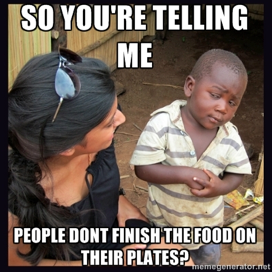 SO YOU'RE TELLING
ME
PEOPLE DONT FINISH THE FOOD ON
THEIR PLATES?
memegenerator.net